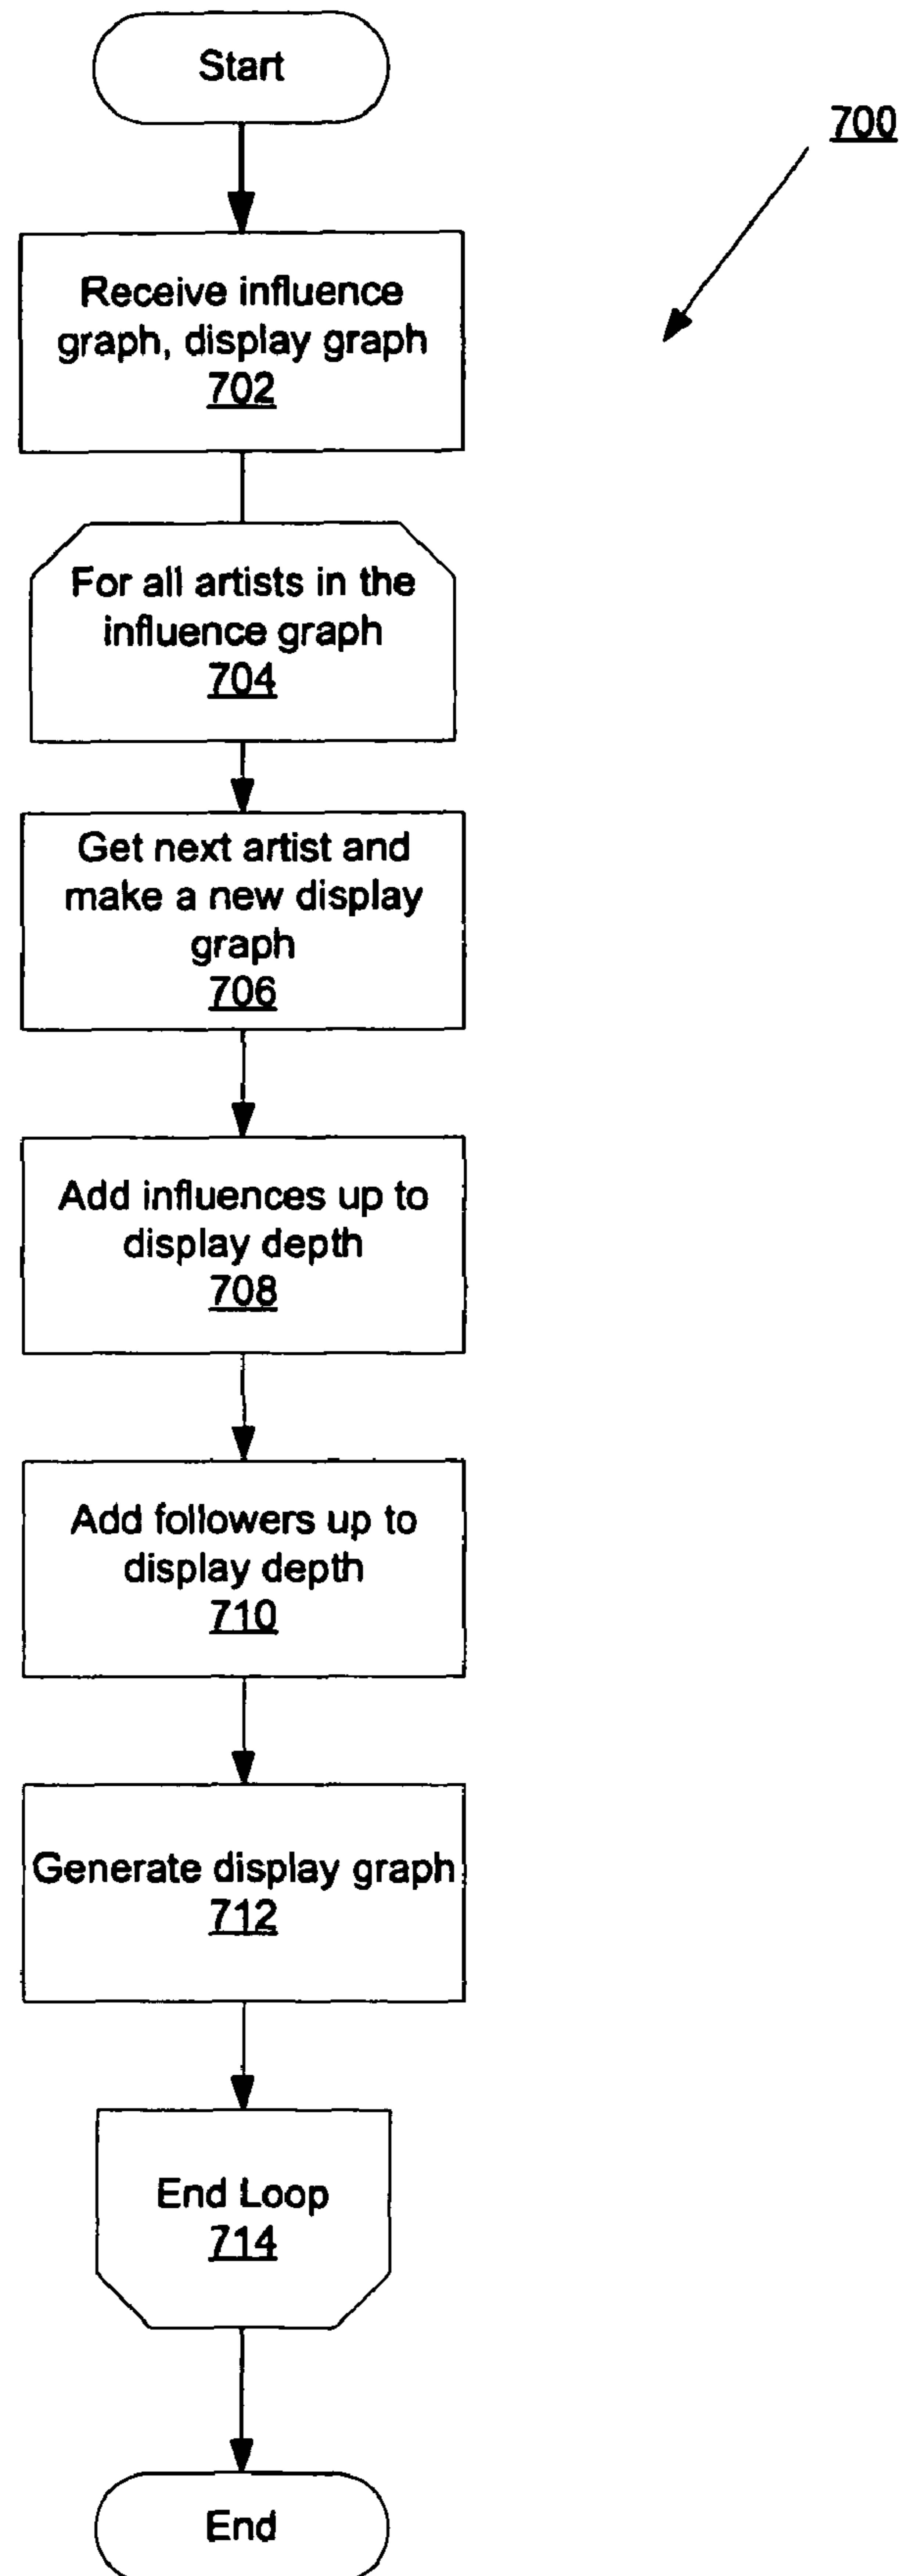 Start
700
Receive influence
graph, display graph
702
For all artists in the
influence graph
704
Get next artist and
make a new display
graph
706
Add influences up to
display depth
708
Add followers up to
display depth
710
Generate display graph
712
End Loop
714
End